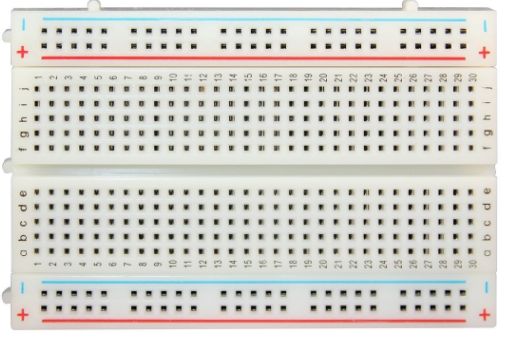 − −
+ +
1 2 3 4 5 6 7 8 9 10 11 12 13 14 15 16 17 18 19 20 21 22 23 24 25 26 27 28 29 30
j j
i i
h h
g g
f f
e e
d d
c c
b b
a a
1 2 3 4 5 6 7 8 9 10 11 12 13 14 15 16 17 18 19 20 21 22 23 24 25 26 27 28 29 30
− −
+ +